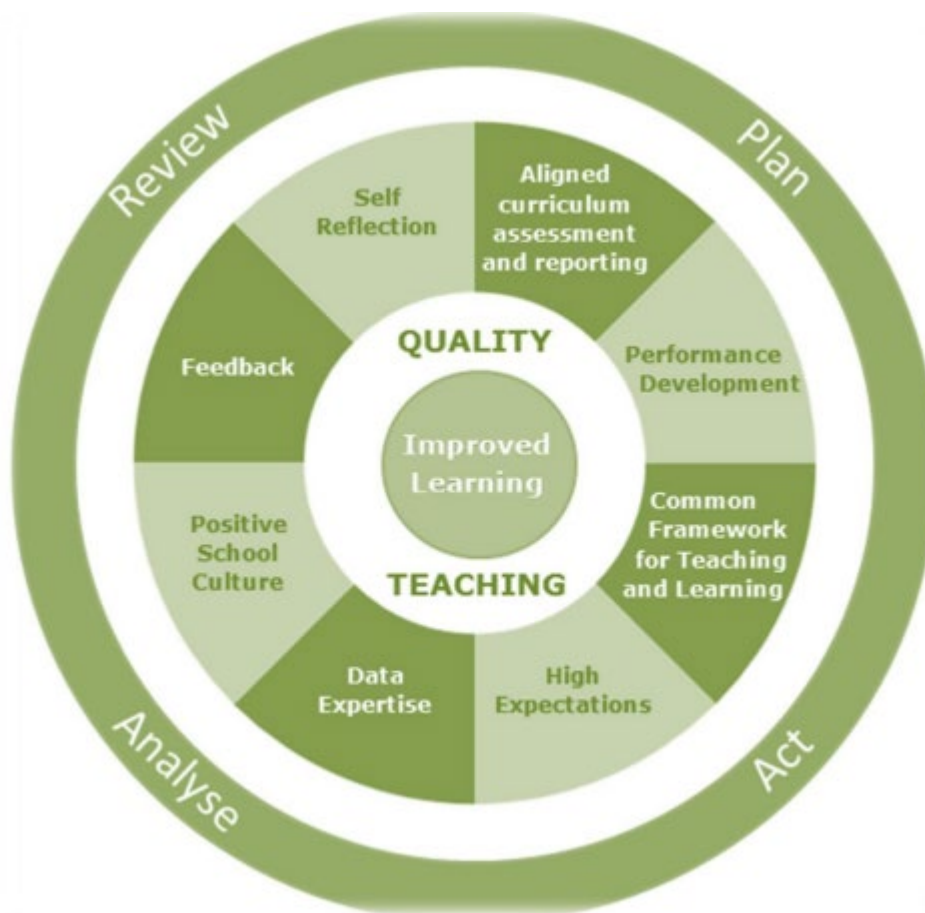 Review
Plan
Self
Reflection
Aligned
curriculum
assessment
and reporting
Feedback
QUALITY
Performance
Development
Improved
Learning
Positive
School
Culture
Common
Framework
for Teaching
and Learning
TEACHING
Data
Expertise
High
Expectations
Analyse
Act